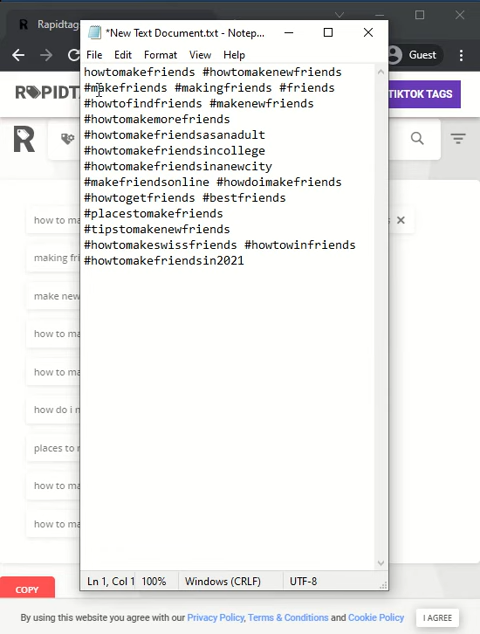 Rapidtag
*New Text Document.txt - Notep...
File Edit Format View Help
Guest
howtomakefriends #howtomakenewfriends
#makefriends #makingfriends #friends
#howtofindfriends #makenewfriends
#howtomakemorefriends
#howtomakefriendsasanadult
#howtomakefriendsincollege
#howtomakefriendsinanewcity
#makefriendsonline #howdoimakefriends
#howtogetfriends #bestfriends
#placestomakefriends
#tipstomakenewfriends
#howtomakeswissfriends #howtowinfriends
#howtomakefriendsin2021
TIKTOK TAGS
how to ma
making fri
make new
how to ma
how to ma
how do i m
places to
how to ma
how to ma
Ln 1, Col 1 100% Windows (CRLF) UTF-8
COPY
By using this website you agree with our Privacy Policy, Terms & Conditions and Cookie Policy
I AGREE